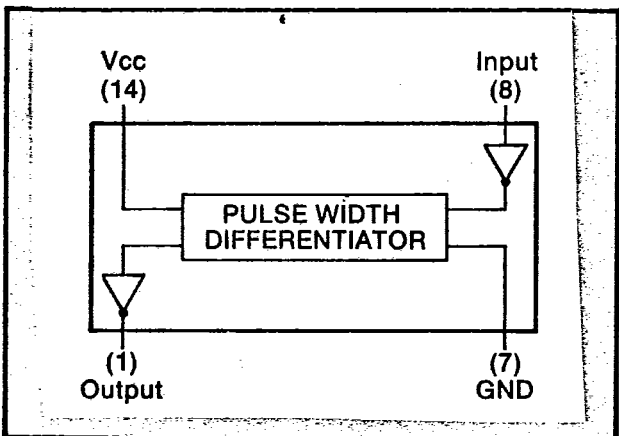 Vcc
(14)
Input
(8)
PULSE WIDTH
DIFFERENTIATOR
(1)
Output
(7)
GND